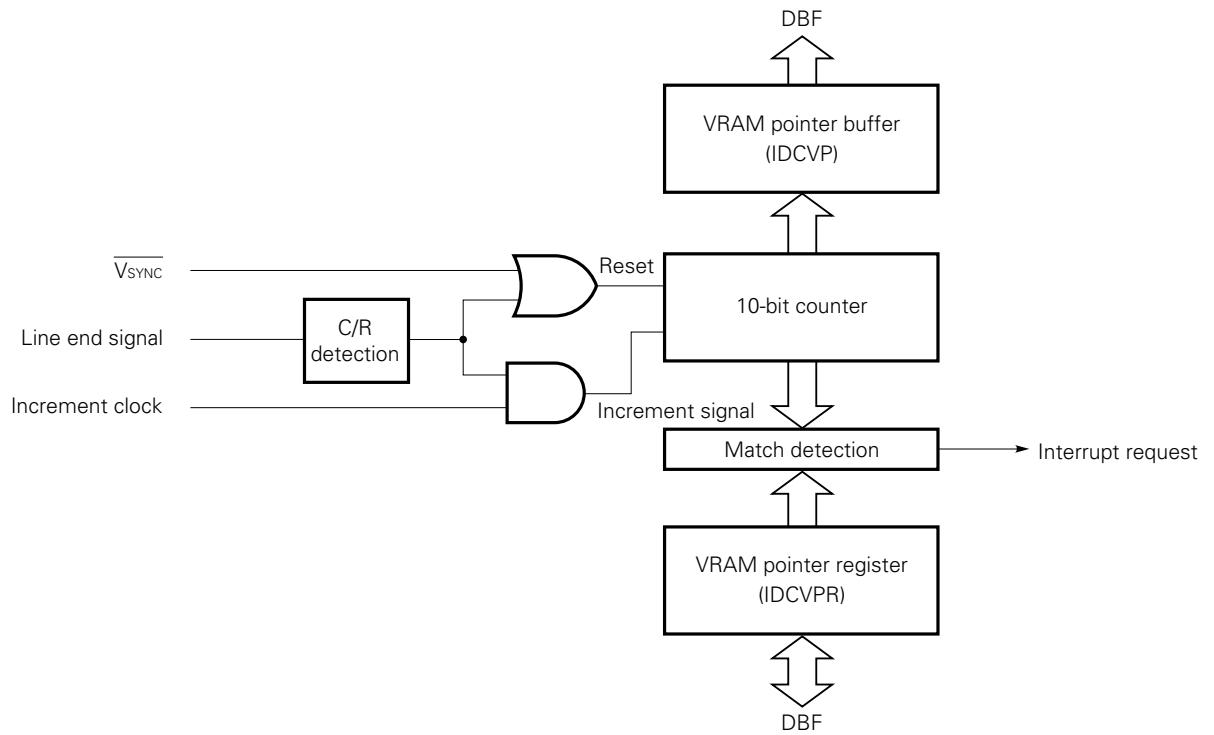 DBF
VRAM pointer buffer
(IDCVP)
VSYNC
Reset
10-bit counter
Line end signal
C/R
detection
Increment clock
Increment signal
Match detection
Interrupt request
VRAM pointer register
(IDCVPR)
DBF